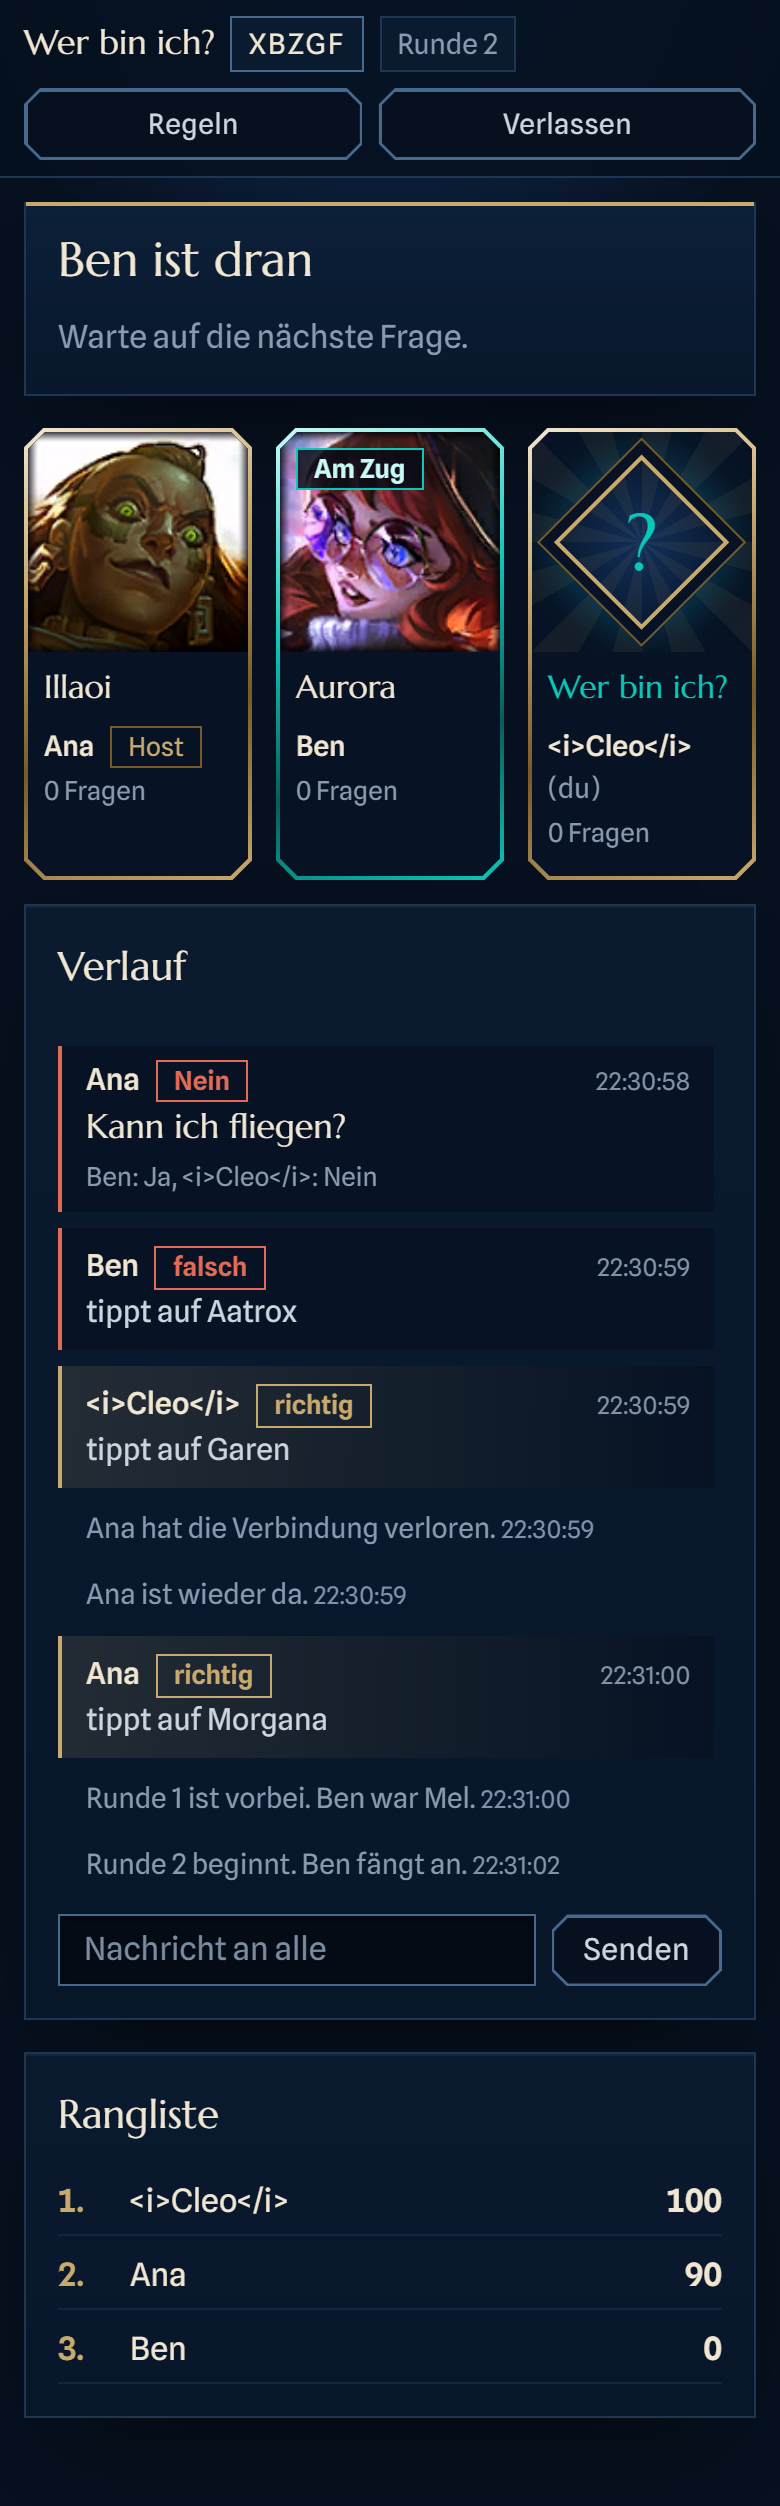 Wer bin ich? XBZGF Runde 2
Regeln Verlassen
Ben ist dran
Warte auf die nächste Frage.
Am Zug
?
Illaoi
Ana Host
0 Fragen
Aurora
Ben
0 Fragen
Wer bin ich?
<i>Cleo</i>
(du)
0 Fragen
Verlauf
Ana Nein 22:30:58
Kann ich fliegen?
Ben: Ja, <i>Cleo</i>: Nein
Ben falsch 22:30:59
tippt auf Aatrox
<i>Cleo</i> richtig 22:30:59
tippt auf Garen
Ana hat die Verbindung verloren. 22:30:59
Ana ist wieder da. 22:30:59
Ana richtig 22:31:00
tippt auf Morgana
Runde 1 ist vorbei. Ben war Mel. 22:31:00
Runde 2 beginnt. Ben fängt an. 22:31:02
Nachricht an alle Senden
Rangliste
1. <i>Cleo</i> 100
2. Ana 90
3. Ben 0